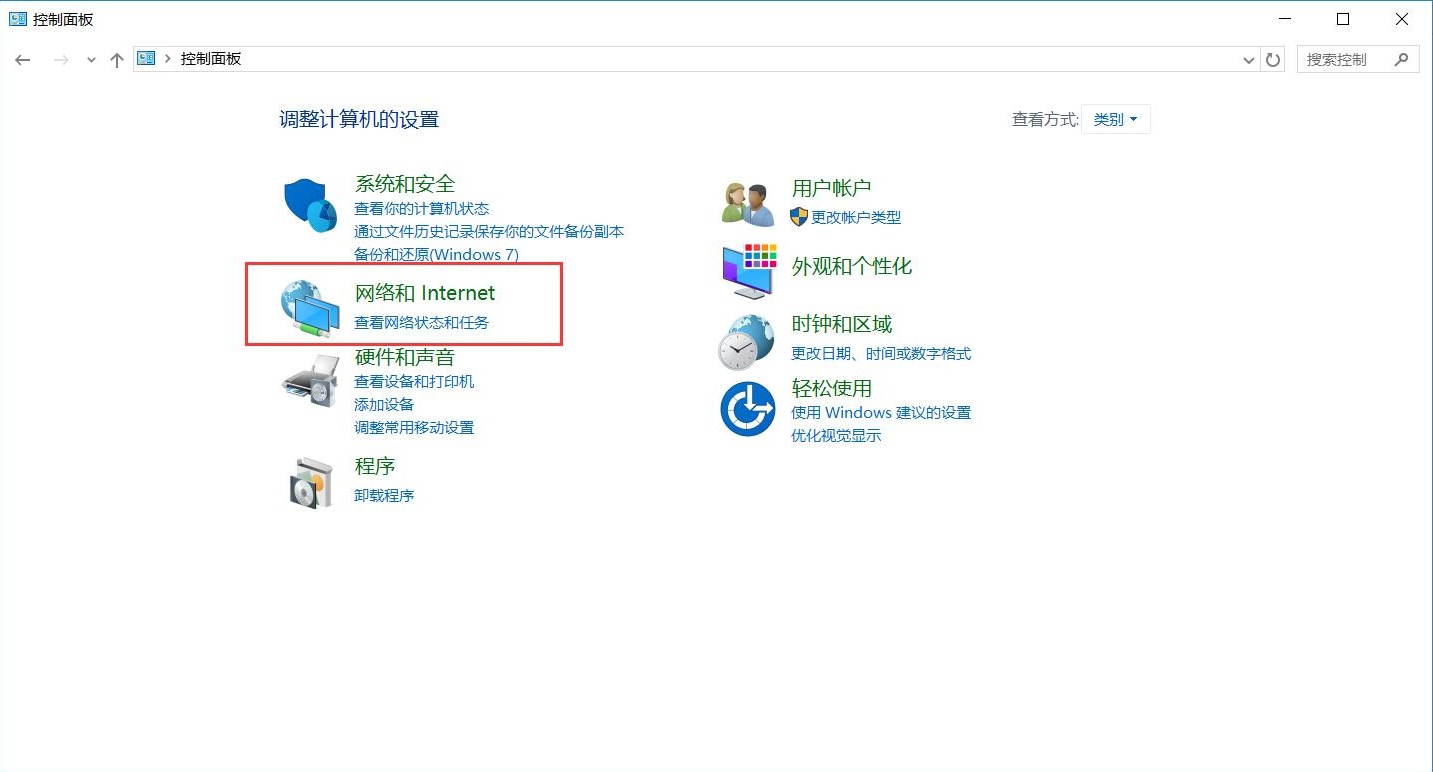 控制面板
控制面板
搜索控制
调整计算机的设置
查看方式: 类别
系统和安全
查看你的计算机状态
通过文件历史记录保存你的文件备份副本
备份和还原(Windows 7)
网络和 Internet
查看网络状态和任务
硬件和声音
查看设备和打印机
添加设备
调整常用移动设置
程序
卸载程序
用户帐户
更改帐户类型
外观和个性化
时钟和区域
更改日期、时间或数字格式
轻松使用
使用 Windows 建议的设置
优化视觉显示